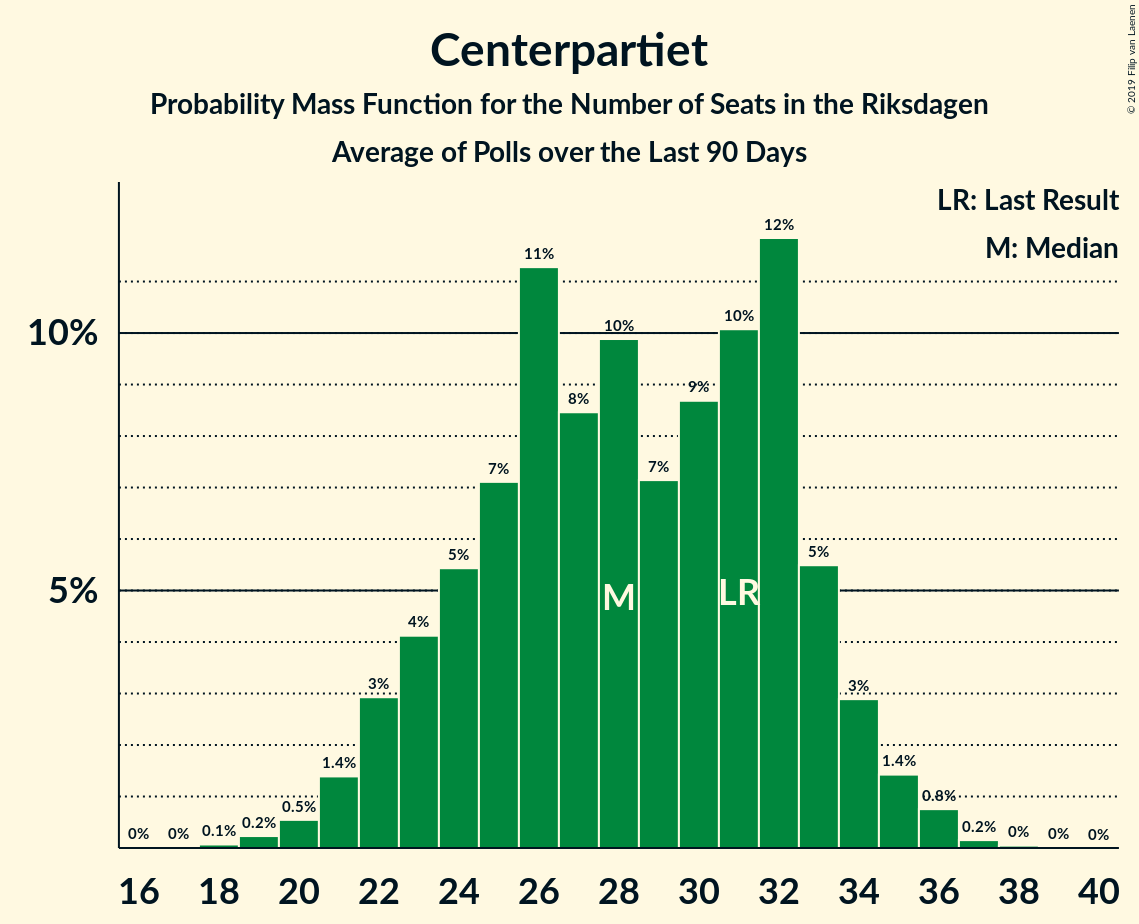 © 2019 Filip van Laenen
Centerpartiet
Probability Mass Function for the Number of Seats in the Riksdagen
Average of Polls over the Last 90 Days
LR: Last Result
M: Median
10%
5%
0% 0% 0.1% 0.2% 0.5% 1.4% 3% 4% 5% 7% 11% 8% 10% 7% 9% 10% 12% 5% 3% 1.4% 0.8% 0.2% 0% 0% 0%
M LR
16 18 20 22 24 26 28 30 32 34 36 38 40